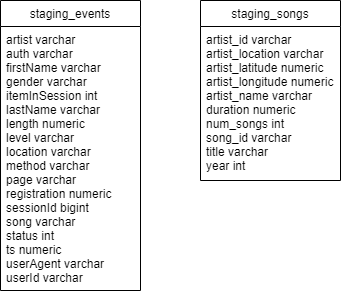 staging_events
artist varchar
auth varchar
firstName varchar
gender varchar
itemInSession int
lastName varchar
length numeric
level varchar
location varchar
method varchar
page varchar
registration numeric
sessionId bigint
song varchar
status int
ts numeric
userAgent varchar
userId varchar
staging_songs
artist_id varchar
artist_location varchar
artist_latitude numeric
artist_longitude numeric
artist_name varchar
duration numeric
num_songs int
song_id varchar
title varchar
year int